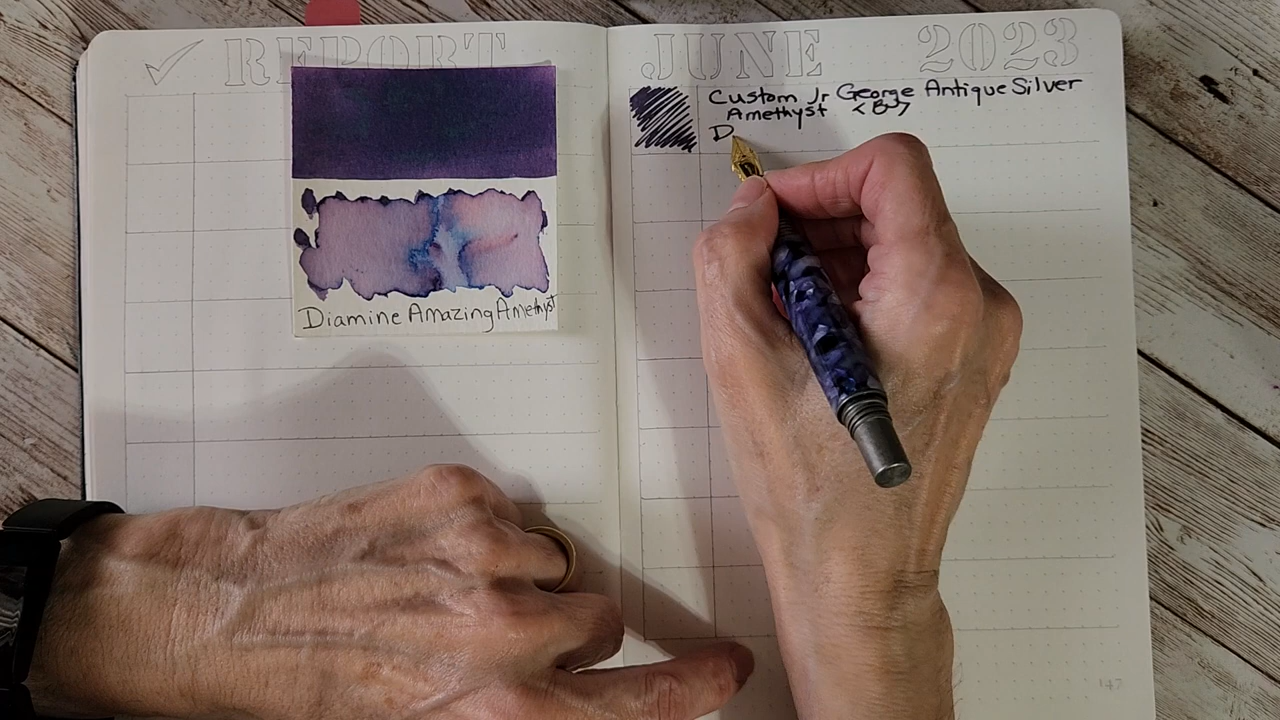 REPORT
JUNE 2023
Custom Jr George Antique Silver
Amethyst <B>
D
Diamine Amazing Amethyst
147